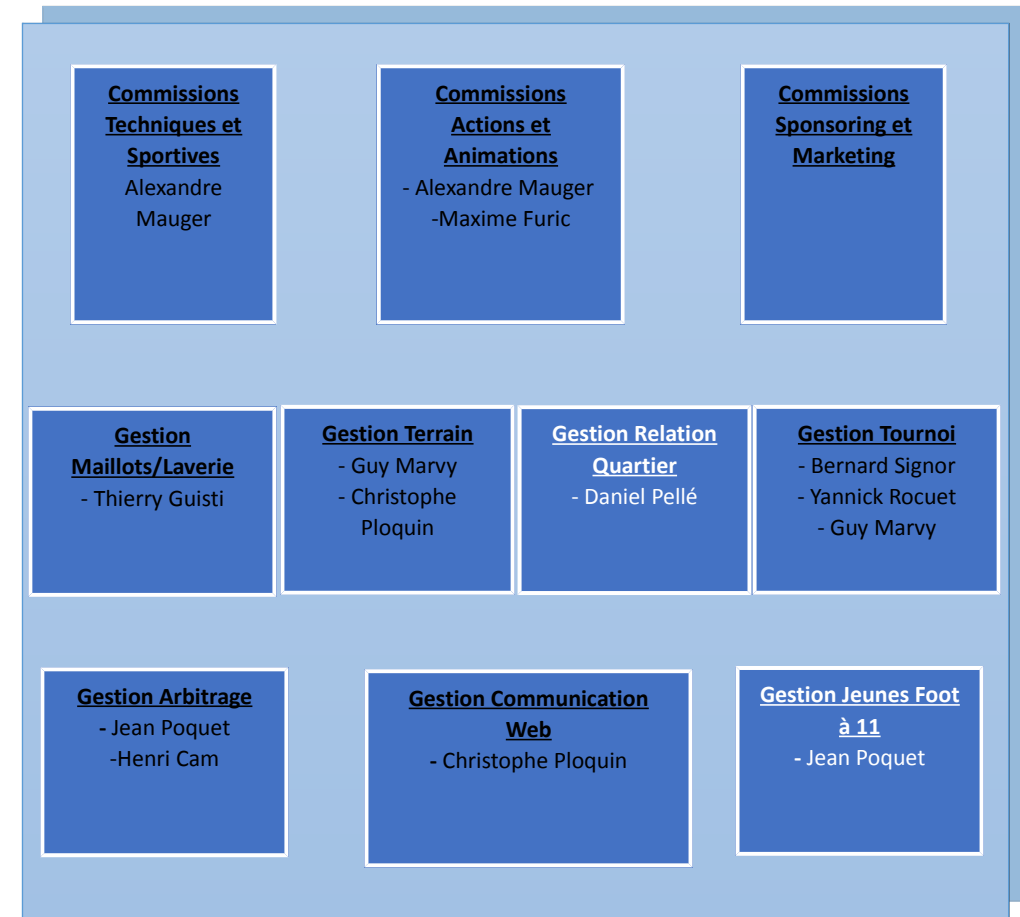 Commissions
Techniques et
Sportives
Alexandre
Mauger
Commissions
Actions et
Animations
- Alexandre Mauger
-Maxime Furic
Commissions
Sponsoring et
Marketing
Gestion
Maillots/Laverie
- Thierry Guisti
Gestion Terrain
- Guy Marvy
- Christophe
Ploquin
Gestion Relation
Quartier
- Daniel Pellé
Gestion Tournoi
- Bernard Signor
- Yannick Rocuet
- Guy Marvy
Gestion Arbitrage
- Jean Poquet
-Henri Cam
Gestion Communication
Web
- Christophe Ploquin
Gestion Jeunes Foot
à 11
- Jean Poquet